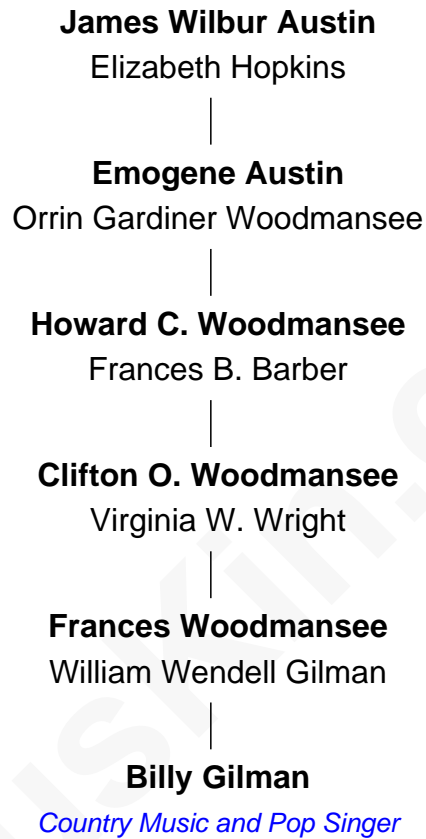 James Wilbur Austin
Elizabeth Hopkins
Emogene Austin
Orrin Gardiner Woodmansee
Howard C. Woodmansee
Frances B. Barber
Clifton O. Woodmansee
Virginia W. Wright
Frances Woodmansee
William Wendell Gilman
Billy Gilman
Country Music and Pop Singer